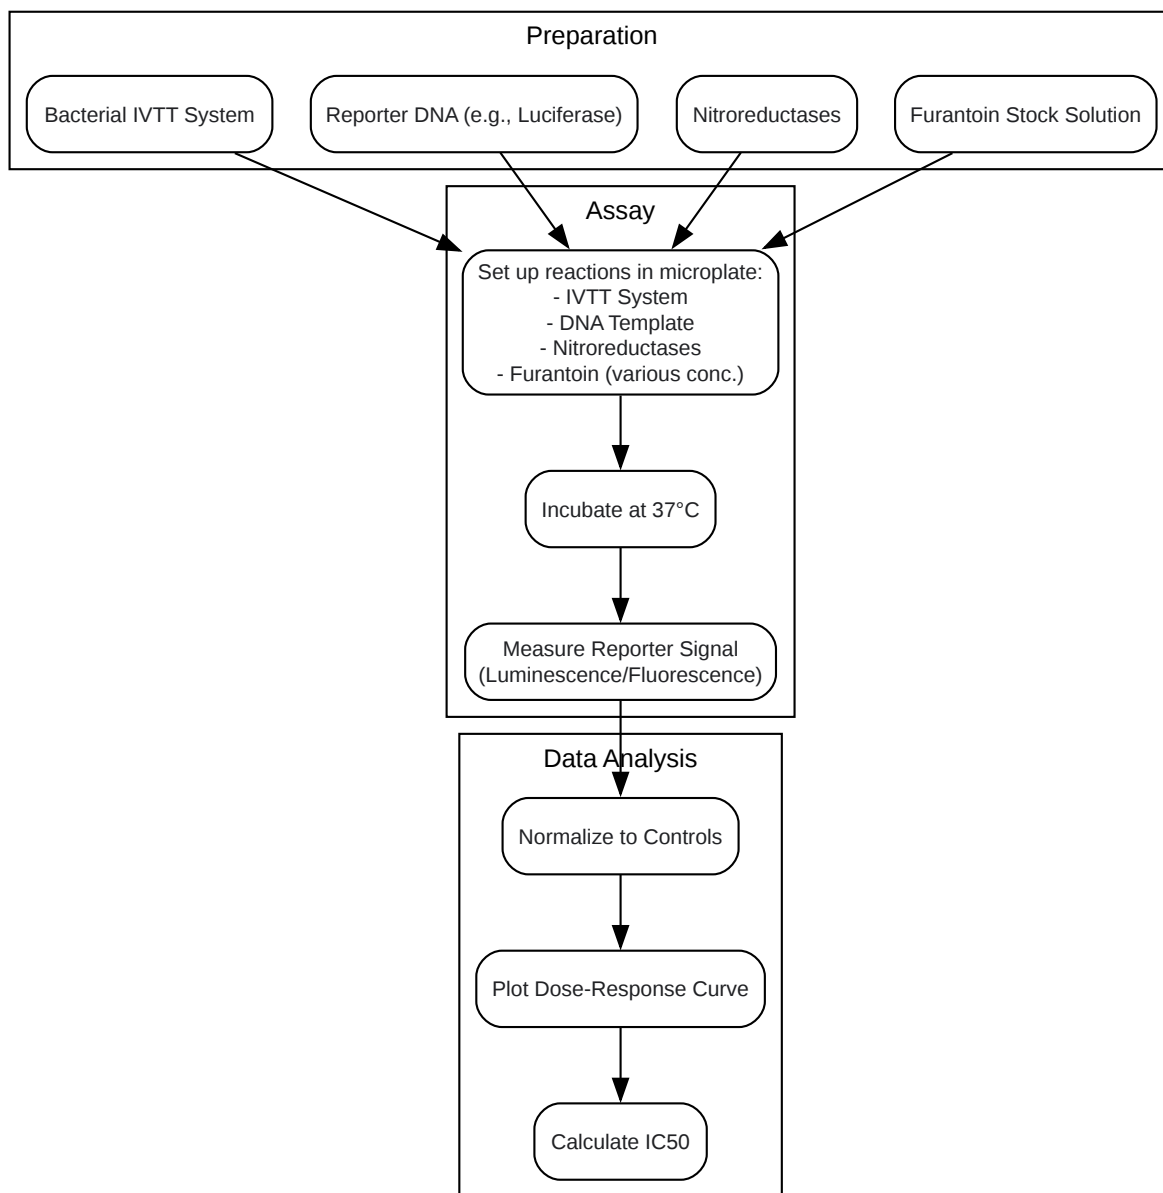 Preparation
Bacterial IVTT System
Reporter DNA (e.g., Luciferase)
Nitroreductases
Furantoin Stock Solution
Assay
Set up reactions in microplate:
- IVTT System
- DNA Template
- Nitroreductases
- Furantoin (various conc.)
Incubate at 37°C
Measure Reporter Signal
(Luminescence/Fluorescence)
Data Analysis
Normalize to Controls
Plot Dose-Response Curve
Calculate IC50